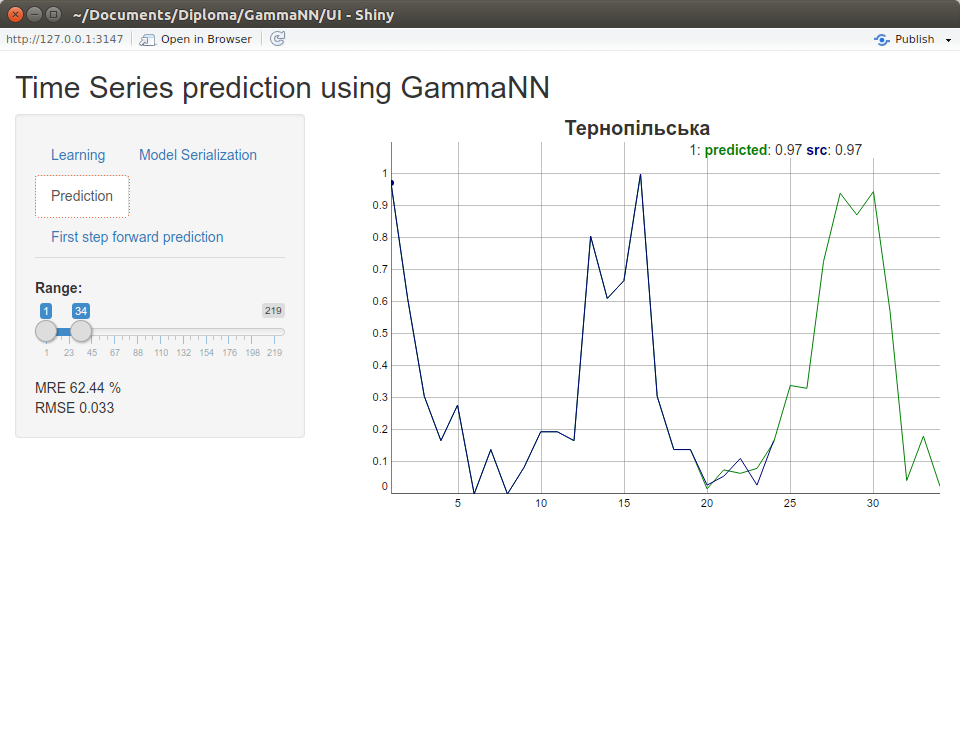 ~/Documents/Diploma/GammaNN/UI - Shiny
http://127.0.0.1:3147 Open in Browser Publish
Time Series prediction using GammaNN
Learning Model Serialization
Prediction
First step forward prediction
Range:
1 34 219
1 23 45 67 88 110 132 154 176 198 219
MRE 62.44 %
RMSE 0.033
Тернопільська
1: predicted: 0.97 src: 0.97
1
0.9
0.8
0.7
0.6
0.5
0.4
0.3
0.2
0.1
0
5 10 15 20 25 30